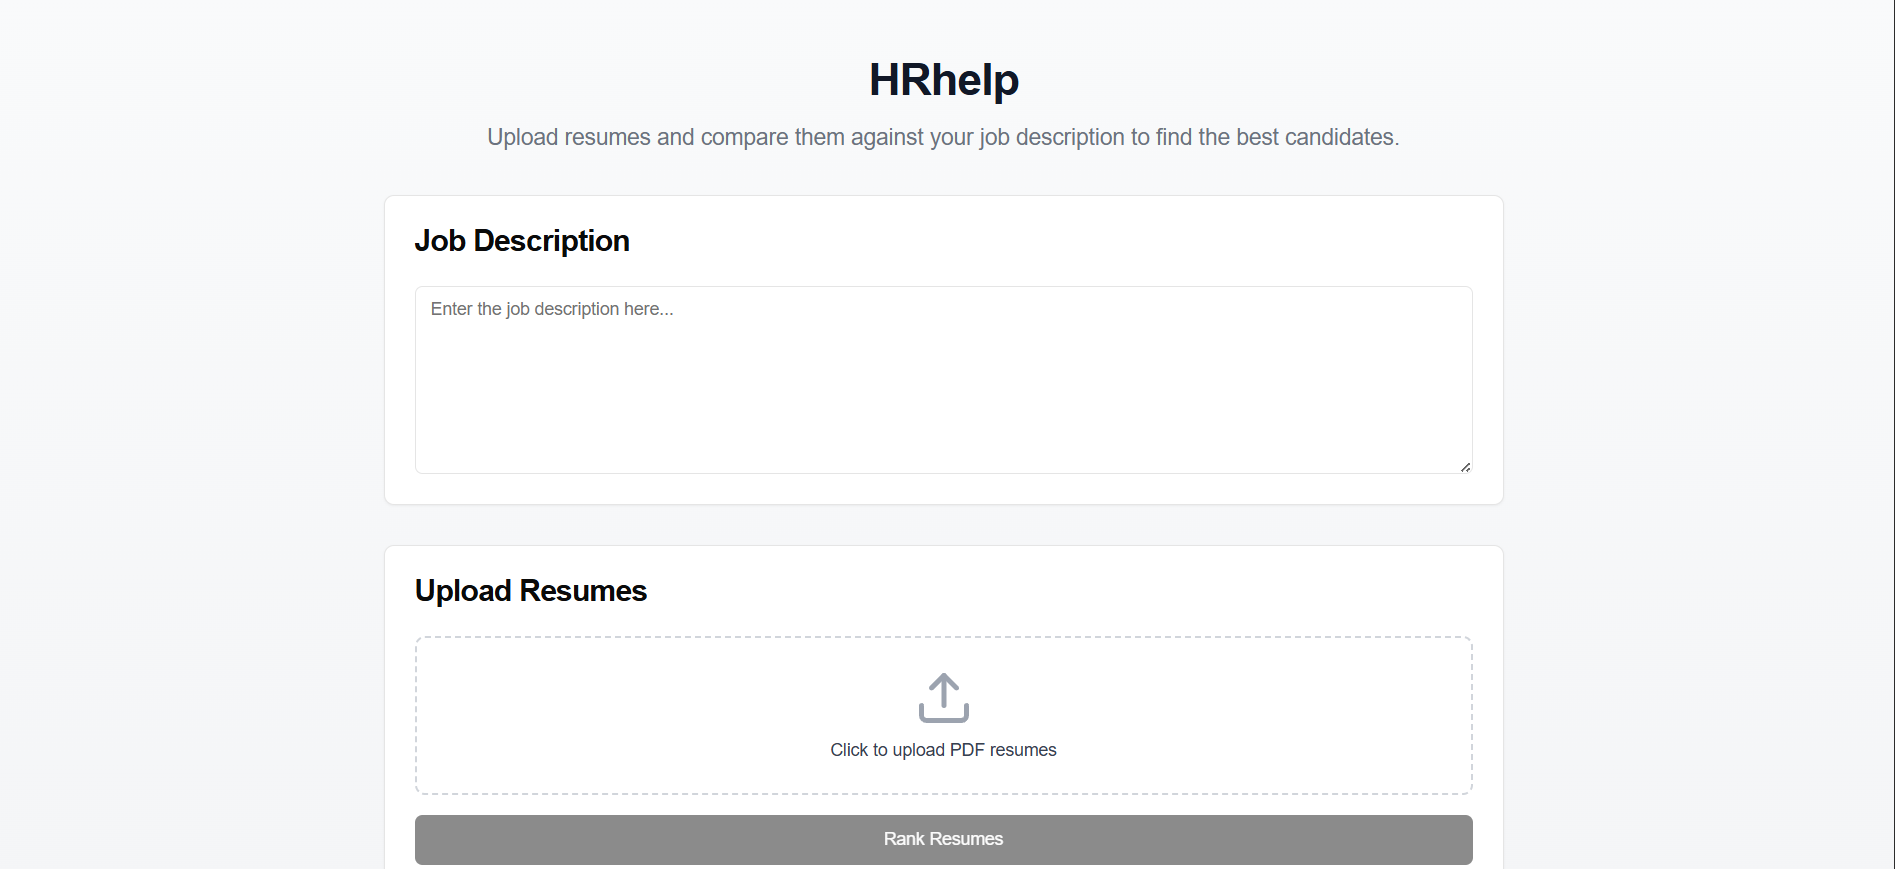 HRhelp
Upload resumes and compare them against your job description to find the best candidates.
Job Description
Enter the job description here...
Upload Resumes
Click to upload PDF resumes
Rank Resumes